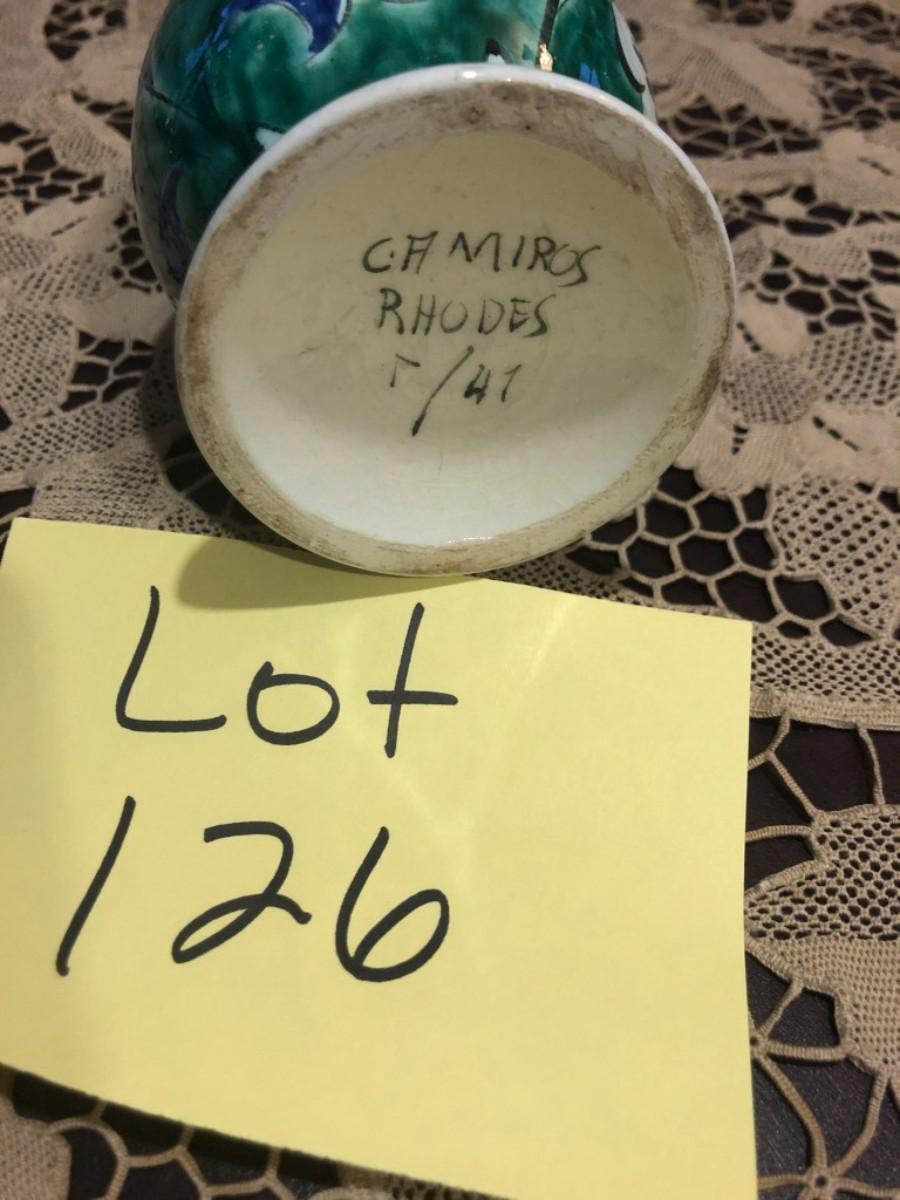 CAMIROS
RHODES
Γ/41
Lot
126